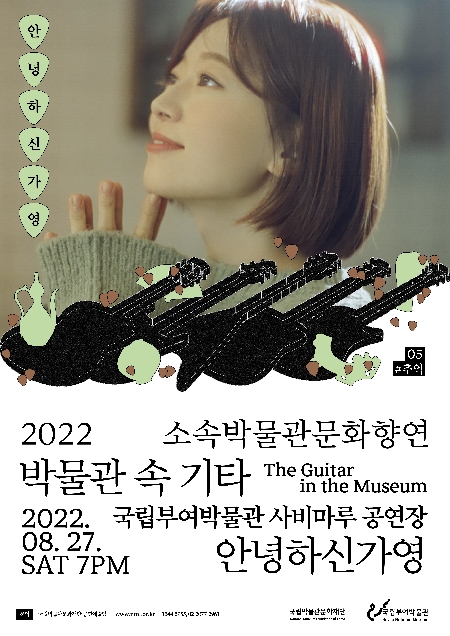 안
녕
하
신
가
영
05
#추억
2022 소속박물관문화향연
박물관 속 기타 The Guitar
in the Museum
2022. 국립부여박물관 사비마루 공연장
08. 27.
SAT 7PM 안녕하신가영
국립박물관문화재단
국립부여박물관